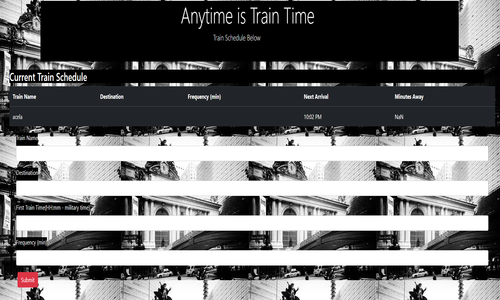 Anytime is Train Time
Train Schedule Below
Current Train Schedule
Train Name Destination Frequency (min) Next Arrival Minutes Away
acela 10:02 PM NaN
Train Name
Destination
First Train Time(HH:mm - military time)
Frequency (min)
Submit